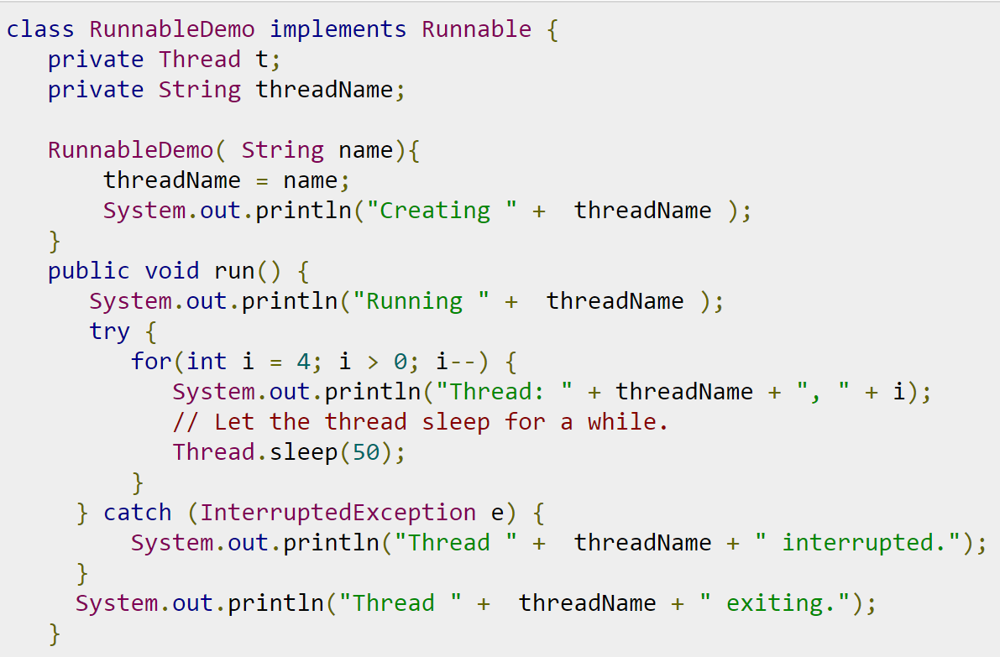 class RunnableDemo implements Runnable {
   private Thread t;
   private String threadName;

   RunnableDemo( String name){
       threadName = name;
       System.out.println("Creating " +  threadName );
   }
   public void run() {
      System.out.println("Running " +  threadName );
      try {
         for(int i = 4; i > 0; i--) {
            System.out.println("Thread: " + threadName + ", " + i);
            // Let the thread sleep for a while.
            Thread.sleep(50);
         }
     } catch (InterruptedException e) {
         System.out.println("Thread " +  threadName + " interrupted.");
     }
     System.out.println("Thread " +  threadName + " exiting.");
   }